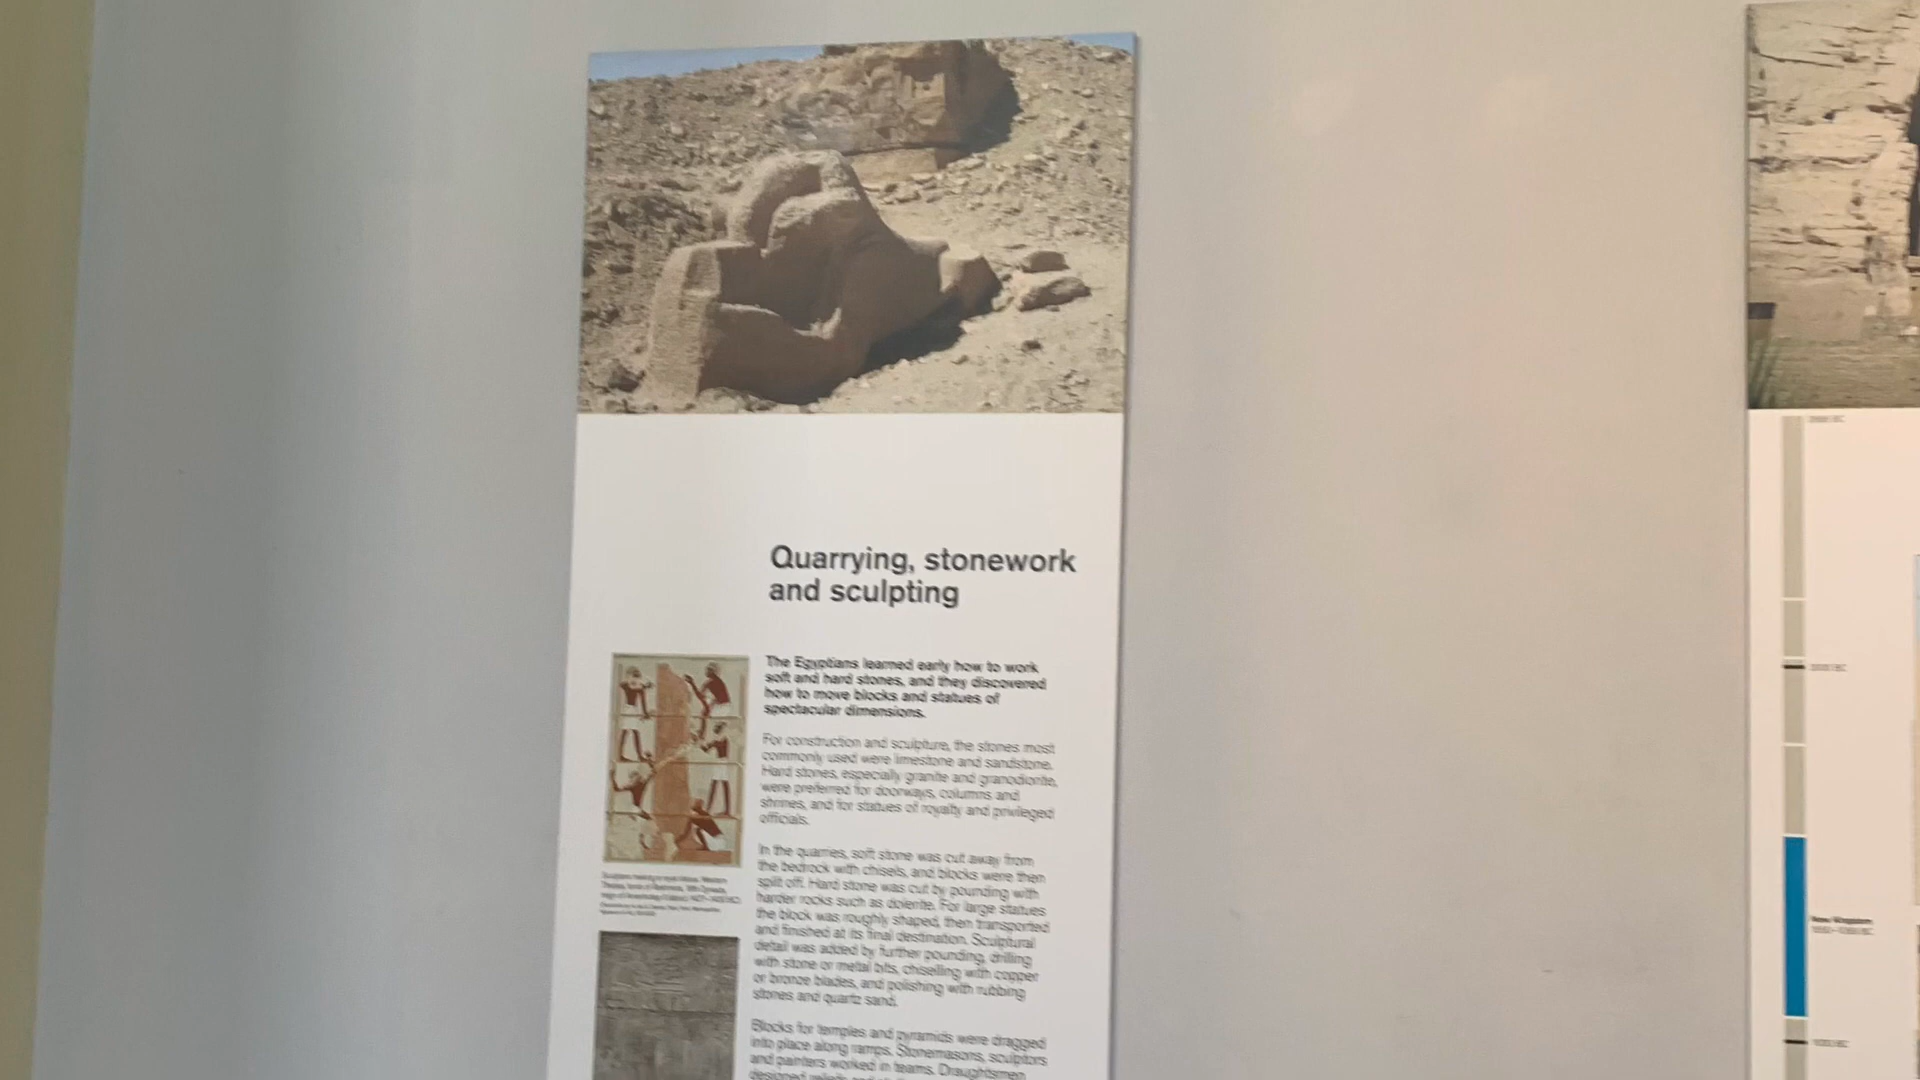 Quarrying, stonework
and sculpting
The Egyptians learned early how to work
soft and hard stones, and they discovered
how to move blocks and statues of
spectacular dimensions.
For construction and sculpture, the stones most
commonly used were limestone and sandstone.
Hard stones, especially granite and granodiorite,
were preferred for doorways, columns and
shrines, and for statues of royalty and privileged
officials.
In the quarries, soft stone was cut away from
the bedrock with chisels, and blocks were then
split off. Hard stone was cut by pounding with
harder rocks such as dolerite. For large statues
the block was roughly shaped, then transported
and finished at its final destination. Sculptural
detail was added by further pounding, drilling
with stone or metal bits, chiselling with copper
or bronze blades, and polishing with rubbing
stones and quartz sand.
Blocks for temples and pyramids were dragged
into place along ramps. Stonemasons, sculptors
and painters worked in teams. Draughtsmen
designed reliefs and
New Kingdom